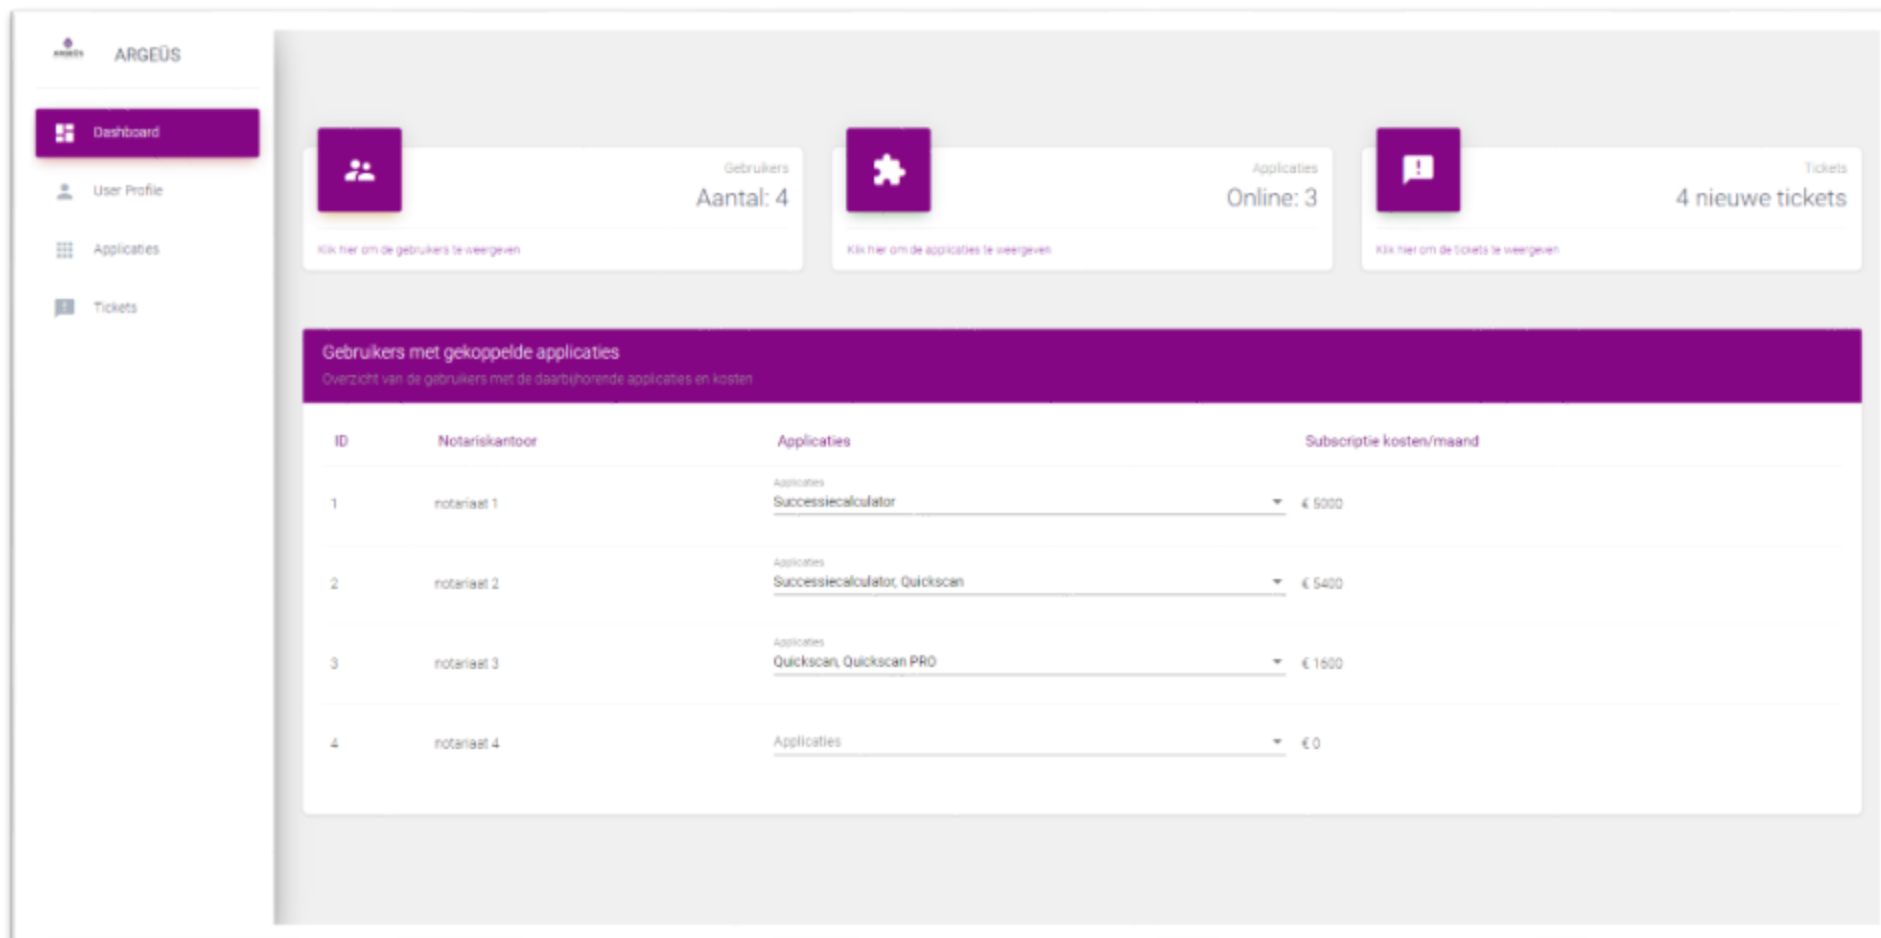 ARGEÜS
ARGEÜS
Dashboard
User Profile
Applicaties
Tickets
Gebruikers
Aantal: 4
Klik hier om de gebruikers te weergeven
Applicaties
Online: 3
Klik hier om de applicaties te weergeven
Tickets
4 nieuwe tickets
Klik hier om de tickets te weergeven
Gebruikers met gekoppelde applicaties
Overzicht van de gebruikers met de daarbijhorende applicaties en kosten
ID Notariskantoor Applicaties Subscriptie kosten/maand
Applicaties
1 notariaat 1 Successiecalculator € 5000
Applicaties
2 notariaat 2 Successiecalculator, Quickscan € 5400
Applicaties
3 notariaat 3 Quickscan, Quickscan PRO € 1600
4 notariaat 4 Applicaties € 0